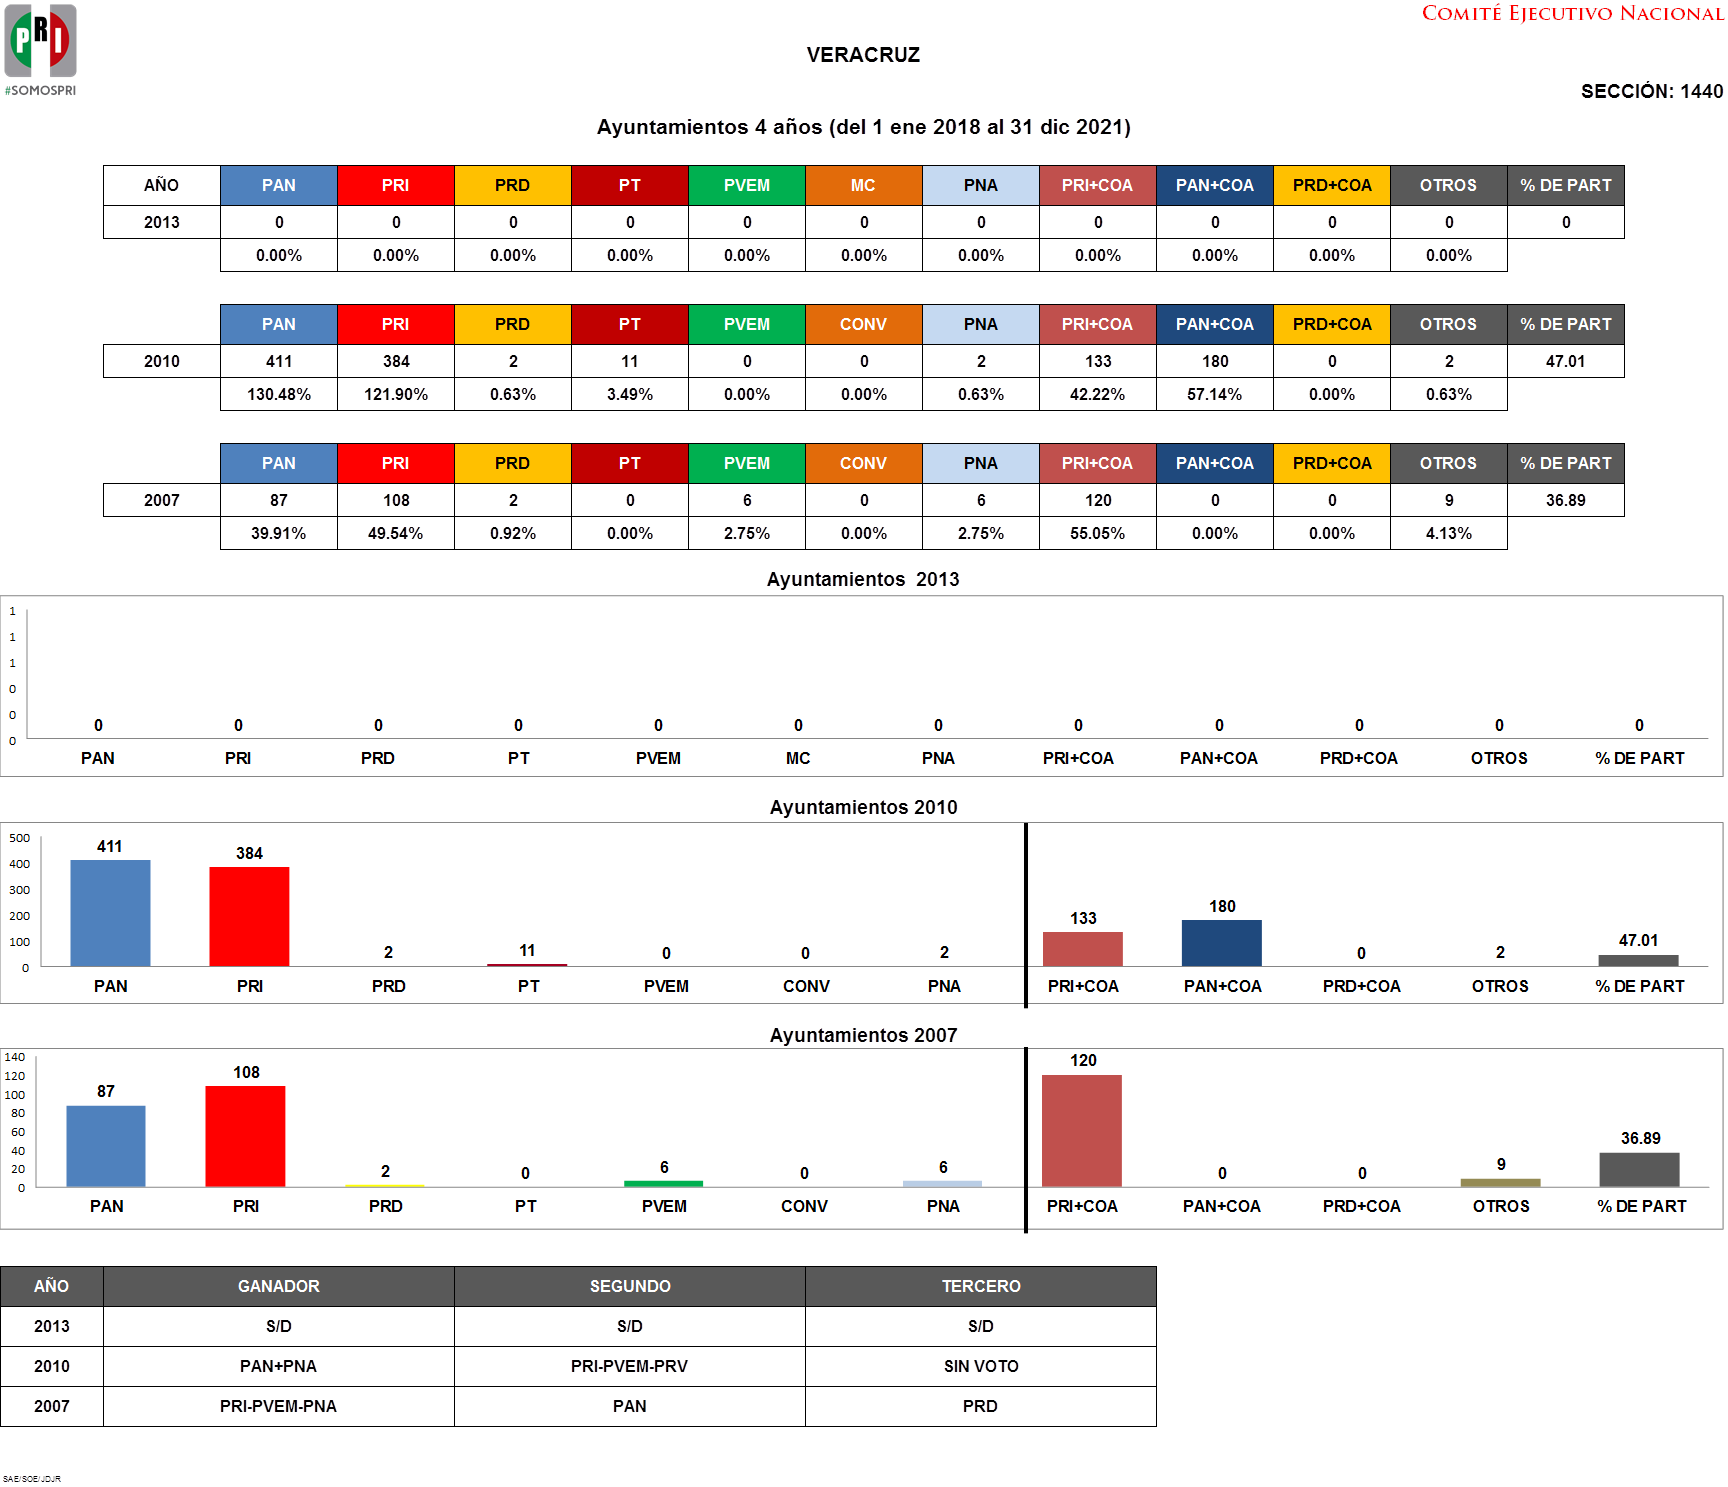 PRI
#SOMOSPRI
COMITÉ EJECUTIVO NACIONAL
VERACRUZ
SECCIÓN: 1440
Ayuntamientos 4 años (del 1 ene 2018 al 31 dic 2021)
AÑO PAN PRI PRD PT PVEM MC PNA PRI+COA PAN+COA PRD+COA OTROS % DE PART
2013 0 0 0 0 0 0 0 0 0 0 0 0
0.00% 0.00% 0.00% 0.00% 0.00% 0.00% 0.00% 0.00% 0.00% 0.00% 0.00%
PAN PRI PRD PT PVEM CONV PNA PRI+COA PAN+COA PRD+COA OTROS % DE PART
2010 411 384 2 11 0 0 2 133 180 0 2 47.01
130.48% 121.90% 0.63% 3.49% 0.00% 0.00% 0.63% 42.22% 57.14% 0.00% 0.63%
PAN PRI PRD PT PVEM CONV PNA PRI+COA PAN+COA PRD+COA OTROS % DE PART
2007 87 108 2 0 6 0 6 120 0 0 9 36.89
39.91% 49.54% 0.92% 0.00% 2.75% 0.00% 2.75% 55.05% 0.00% 0.00% 4.13%
Ayuntamientos 2013
1
1
1
0
0
0
0 0 0 0 0 0 0 0 0 0 0 0
PAN PRI PRD PT PVEM MC PNA PRI+COA PAN+COA PRD+COA OTROS % DE PART
Ayuntamientos 2010
500
400
300
200
100
0
411 384 2 11 0 0 2 133 180 0 2 47.01
PAN PRI PRD PT PVEM CONV PNA PRI+COA PAN+COA PRD+COA OTROS % DE PART
Ayuntamientos 2007
140
120
100
80
60
40
20
0
87 108 2 0 6 0 6 120 0 0 9 36.89
PAN PRI PRD PT PVEM CONV PNA PRI+COA PAN+COA PRD+COA OTROS % DE PART
AÑO GANADOR SEGUNDO TERCERO
2013 S/D S/D S/D
2010 PAN+PNA PRI-PVEM-PRV SIN VOTO
2007 PRI-PVEM-PNA PAN PRD
SAE/SOE/JDJR